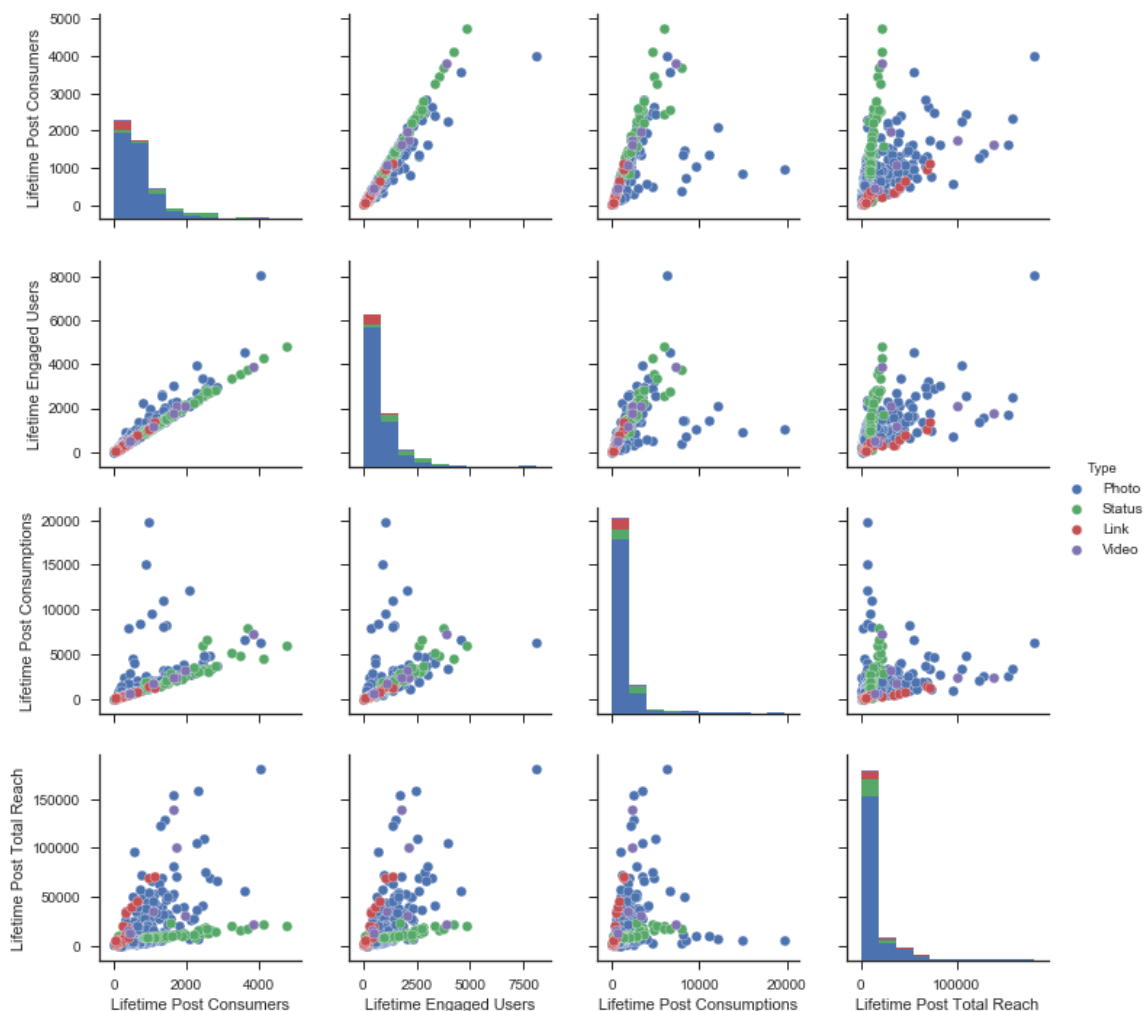 Lifetime Post Consumers
5000
4000
3000
2000
1000
0
Lifetime Engaged Users
8000
6000
4000
2000
0
Type
Photo
Status
Link
Video
Lifetime Post Consumptions
20000
15000
10000
5000
0
Lifetime Post Total Reach
150000
100000
50000
0
0 2000 4000
0 2500 5000 7500
0 10000 20000
0 100000
Lifetime Post Consumers
Lifetime Engaged Users
Lifetime Post Consumptions
Lifetime Post Total Reach